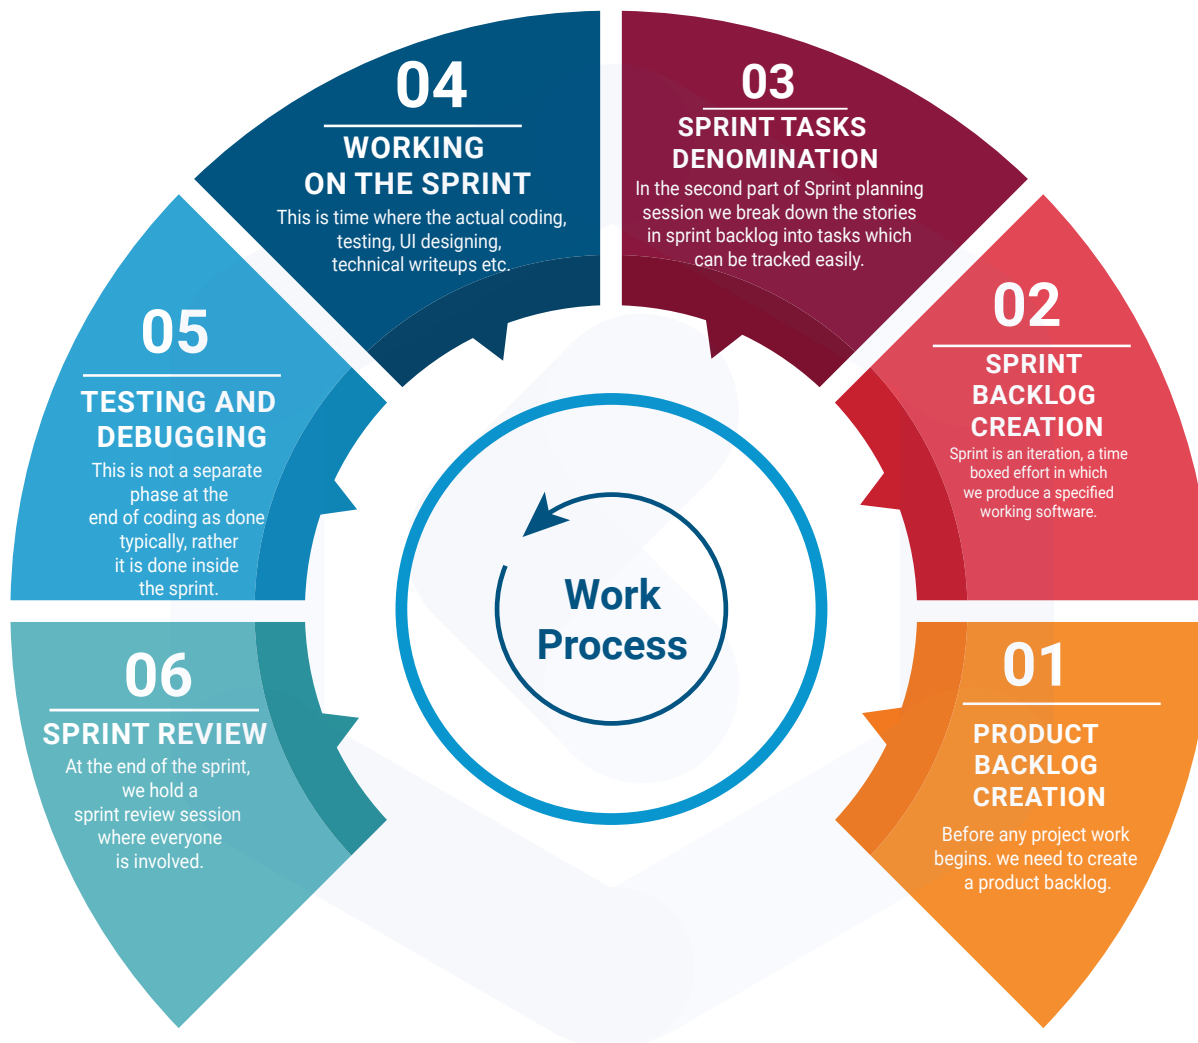 04
WORKING
ON THE SPRINT
This is time where the actual coding,
testing, UI designing,
technical writeups etc.
03
SPRINT TASKS
DENOMINATION
In the second part of Sprint planning
session we break down the stories
in sprint backlog into tasks which
can be tracked easily.
05
TESTING AND
DEBUGGING
This is not a separate
phase at the
end of coding as done
typically, rather
it is done inside
the sprint.
02
SPRINT
BACKLOG
CREATION
Sprint is an iteration, a time
boxed effort in which
we produce a specified
working software.
Work
Process
06
SPRINT REVIEW
At the end of the sprint,
we hold a
sprint review session
where everyone
is involved.
01
PRODUCT
BACKLOG
CREATION
Before any project work
begins. we need to create
a product backlog.